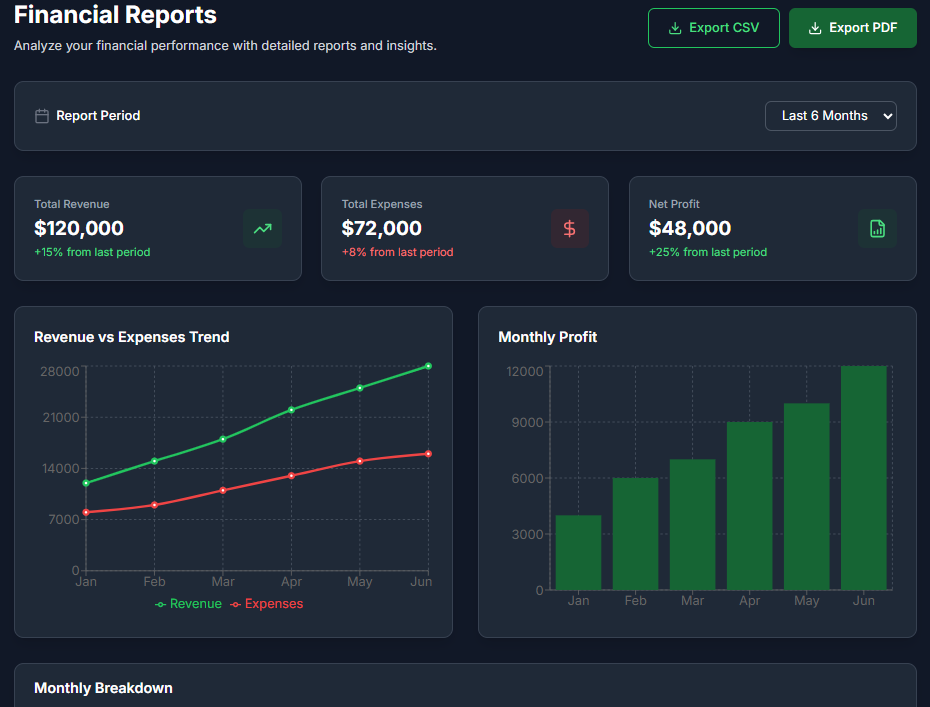 Financial Reports
Export CSV
Export PDF
Analyze your financial performance with detailed reports and insights.
Report Period
Last 6 Months
Total Revenue
$120,000
+15% from last period
Total Expenses
$72,000
+8% from last period
Net Profit
$48,000
+25% from last period
Revenue vs Expenses Trend
28000
21000
14000
7000
0
Jan Feb Mar Apr May Jun
Revenue Expenses
Monthly Profit
12000
9000
6000
3000
0
Jan Feb Mar Apr May Jun
Monthly Breakdown